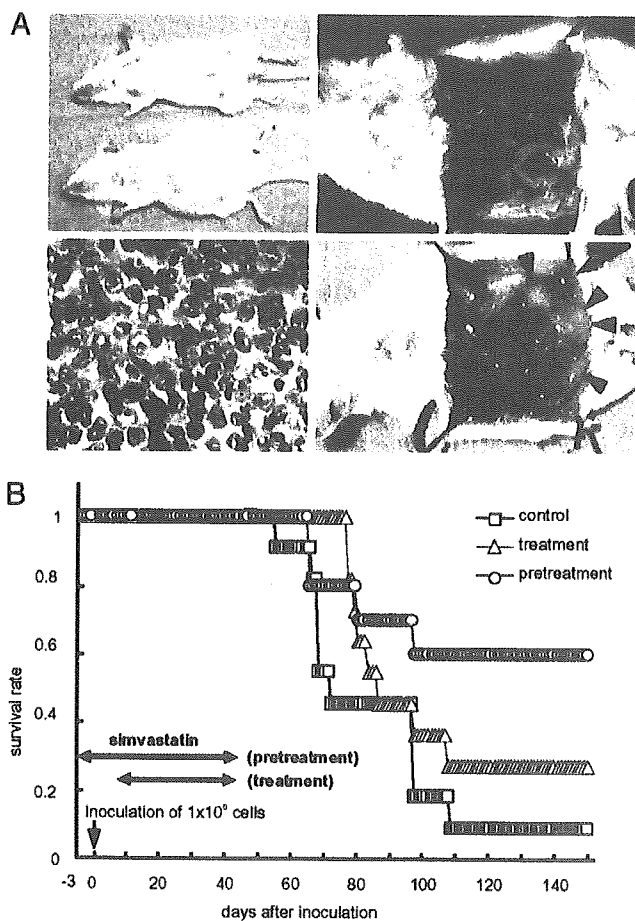 A
B
survival rate
1
0.8
0.6
0.4
0.2
0
control
treatment
pretreatment
simvastatin
(pretreatment)
(treatment)
Inoculation of 1x10 cells
-3 0 20 40 60 80 100 120 140
days after inoculation